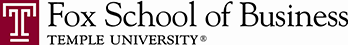 T Fox School of Business
TEMPLE UNIVERSITY®